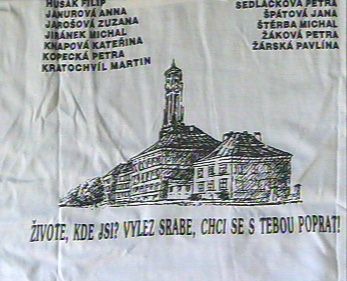 HUSÁK FILIP
JANUROVÁ ANNA
JAROŠOVÁ ZUZANA
JIRÁNEK MICHAL
KNAPOVÁ KATEŘINA
KOPECKÁ PETRA
KRATOCHVÍL MARTIN
SEDLÁČKOVÁ PETRA
ŠPÁTOVÁ JANA
ŠTĚRBA MICHAL
ŽÁKOVÁ PETRA
ŽÁRSKÁ PAVLÍNA
ŽIVOTE, KDE JSI? VYLEZ SRABE, CHCI SE S TEBOU POPRAT!